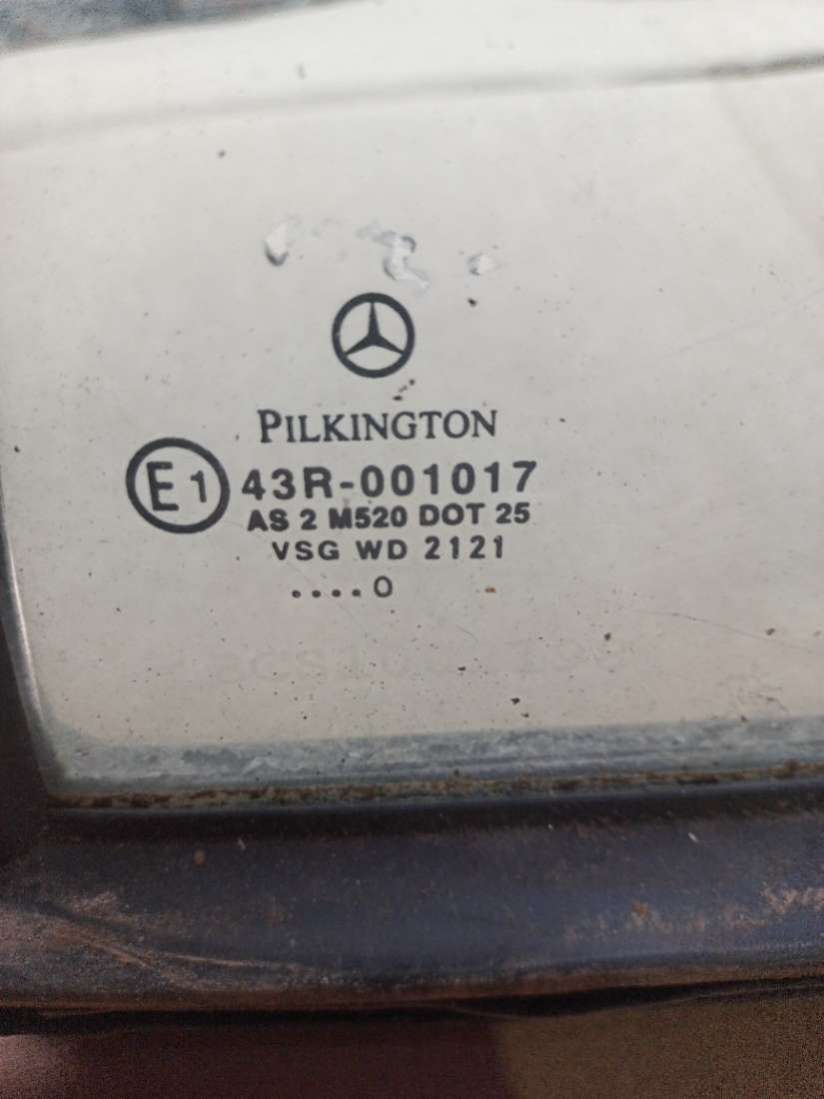 PILKINGTON
E1 43R-001017
AS 2 M520 DOT 25
VSG WD 2121
....0